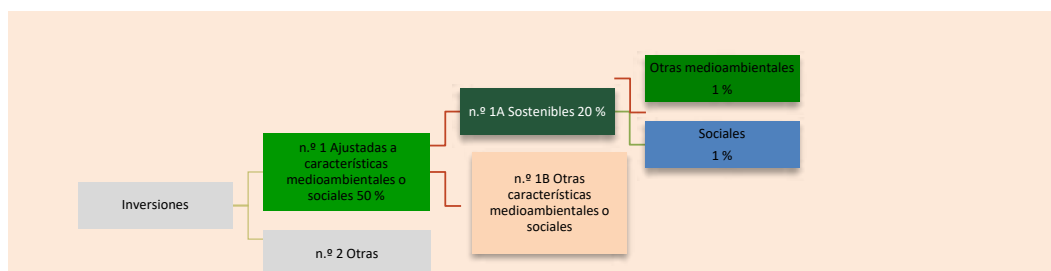 Inversiones
n.º 1 Ajustadas a
características
medioambientales o
sociales 50 %
n.º 2 Otras
n.º 1A Sostenibles 20 %
n.º 1B Otras
características
medioambientales o
sociales
Otras medioambientales
1 %
Sociales
1 %